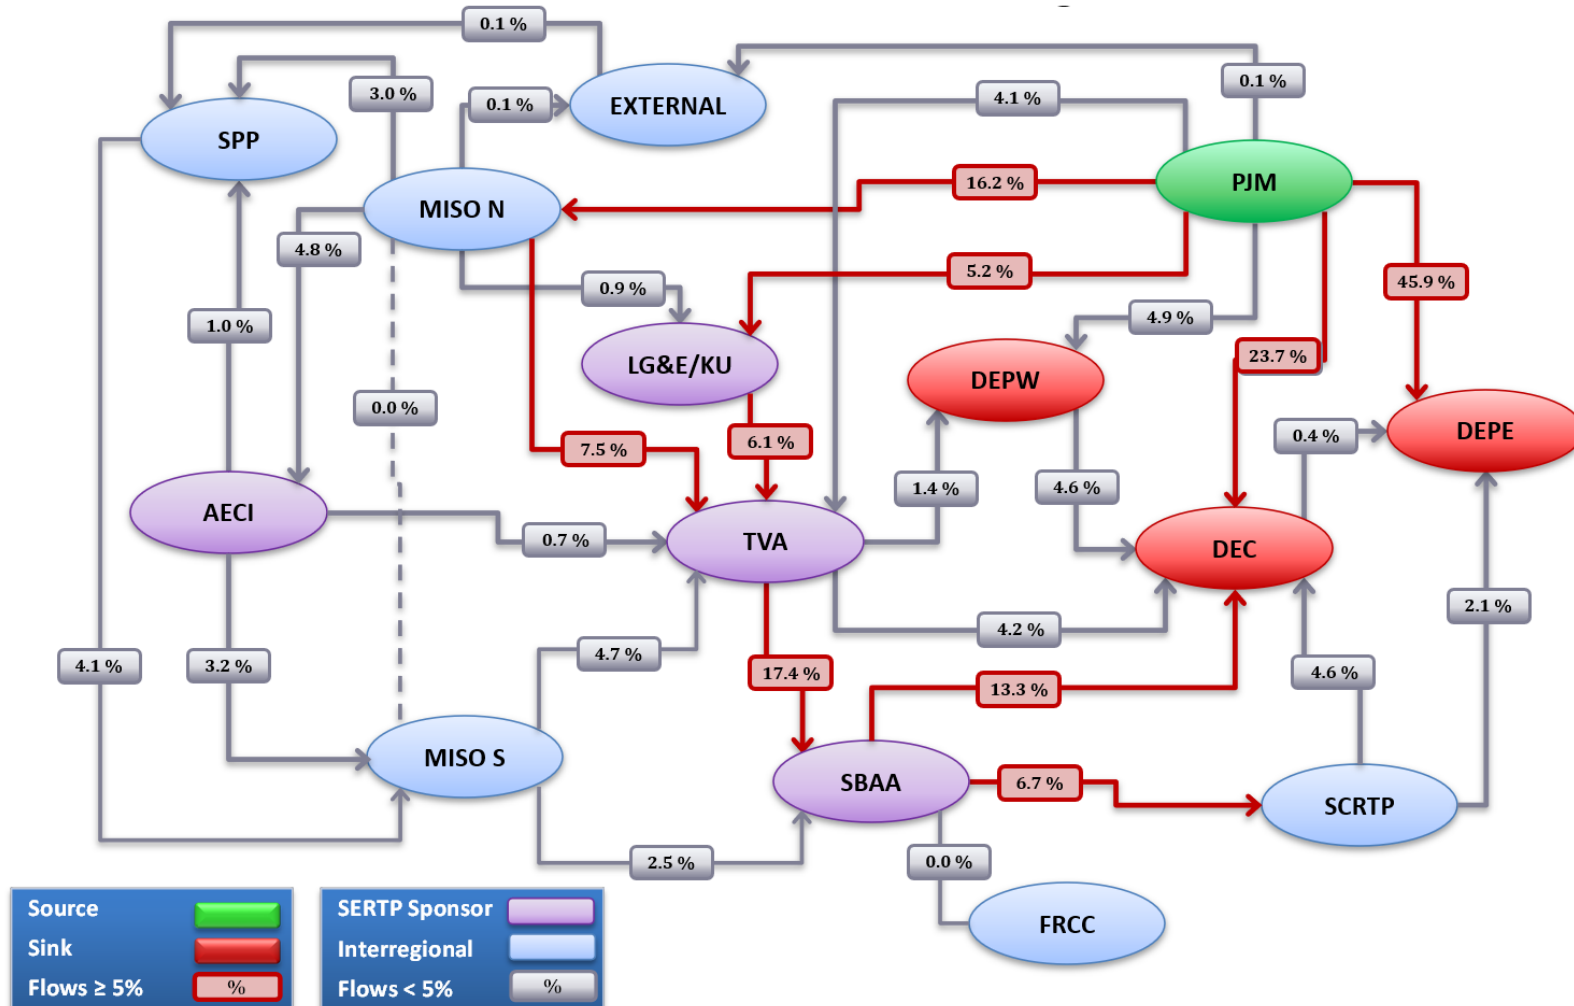 0.1 %
3.0 %
0.1 %
EXTERNAL
4.1 %
0.1 %
SPP
MISO N
16.2 %
PJM
4.8 %
0.9 %
5.2 %
45.9 %
1.0 %
4.9 %
LG&E/KU
DEPW
23.7 %
0.0 %
7.5 %
6.1 %
0.4 %
DEPE
AECI
1.4 %
4.6 %
0.7 %
TVA
DEC
4.1 %
3.2 %
4.7 %
4.2 %
2.1 %
17.4 %
13.3 %
4.6 %
MISO S
SBAA
6.7 %
SCRTP
2.5 %
0.0 %
FRCC
Source
Sink
Flows ≥ 5% %
SERTP Sponsor
Interregional
Flows < 5% %